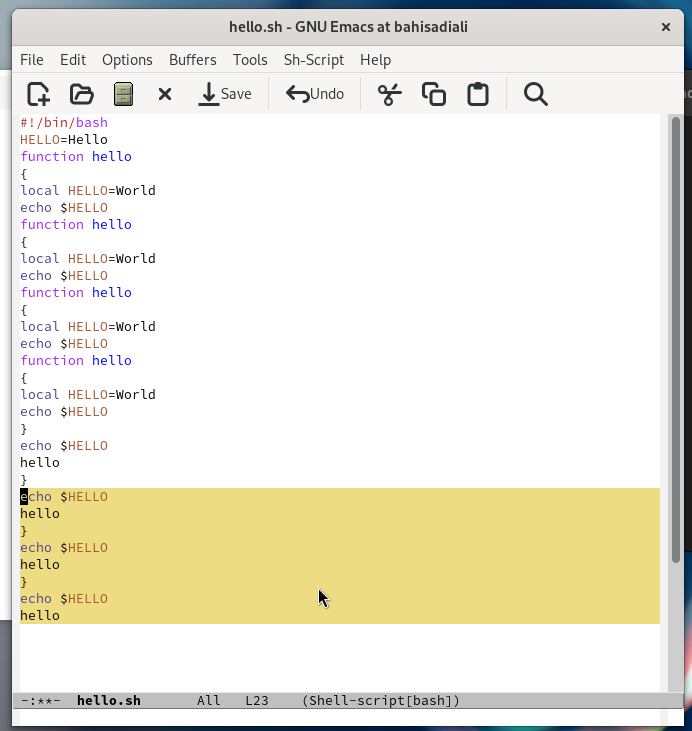 hello.sh - GNU Emacs at bahisadiali
File Edit Options Buffers Tools Sh-Script Help
Save Undo
#!/bin/bash
HELLO=Hello
function hello
{
local HELLO=World
echo $HELLO
function hello
{
local HELLO=World
echo $HELLO
function hello
{
local HELLO=World
echo $HELLO
function hello
{
local HELLO=World
echo $HELLO
}
echo $HELLO
hello
}
echo $HELLO
hello
}
echo $HELLO
hello
}
echo $HELLO
hello
-:**- hello.sh All L23 (Shell-script[bash])